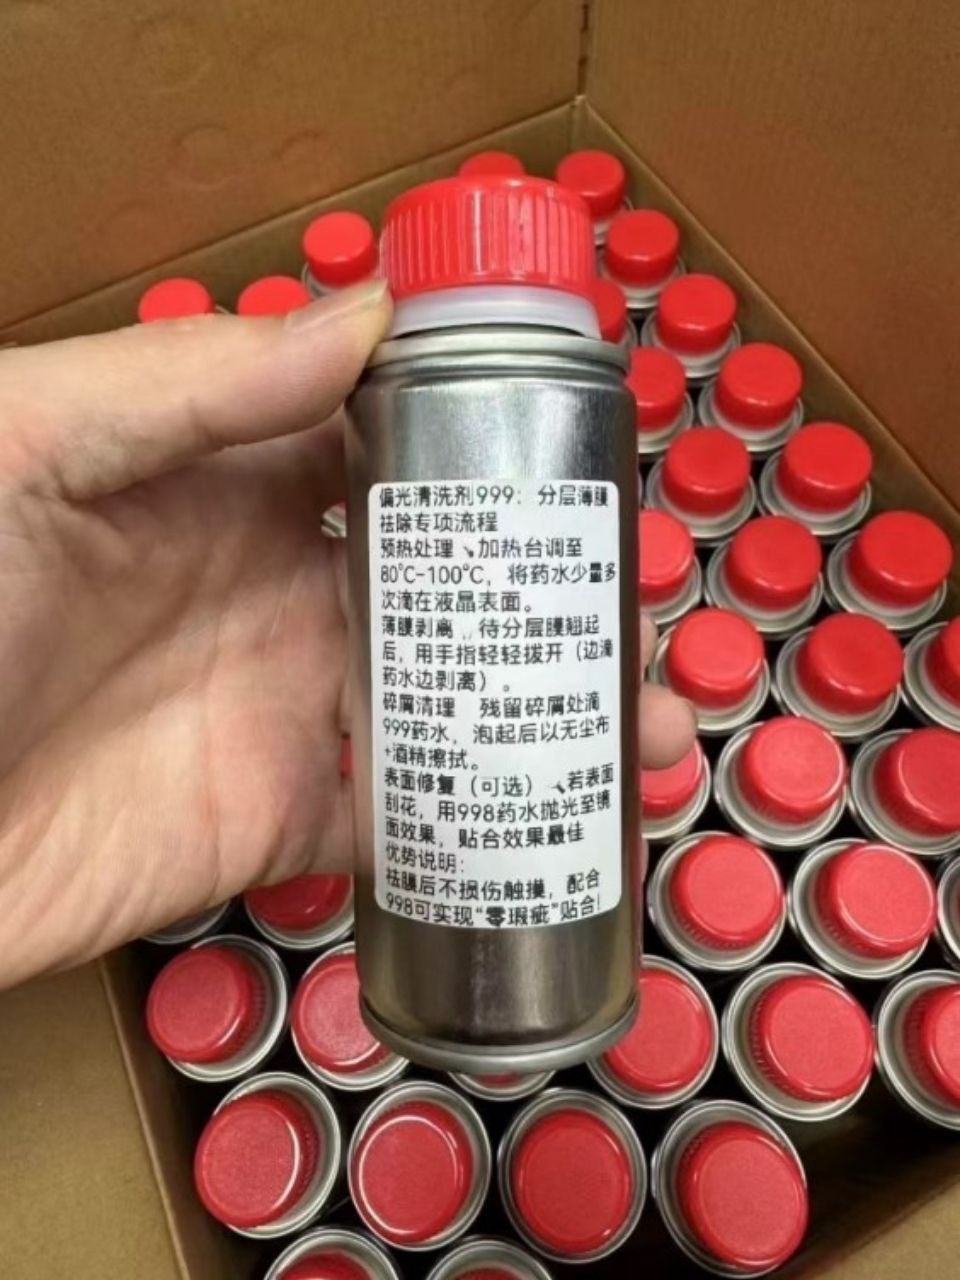 偏光清洗剂999：分层薄膜
祛除专项流程
预热处理 ↘加热台调至
80℃-100℃，将药水少量多
次滴在液晶表面。
薄膜剥离 ，待分层膜翘起
后，用手指轻轻拨开（边滴
药水边剥离）。
碎屑清理 残留碎屑处滴
999药水，泡起后以无尘布
+酒精擦拭。
表面修复（可选） 若表面
刮花，用998药水抛光至镜
面效果，贴合效果最佳
优势说明：
祛膜后不损伤触摸，配合
998可实现“零瑕疵”贴合！